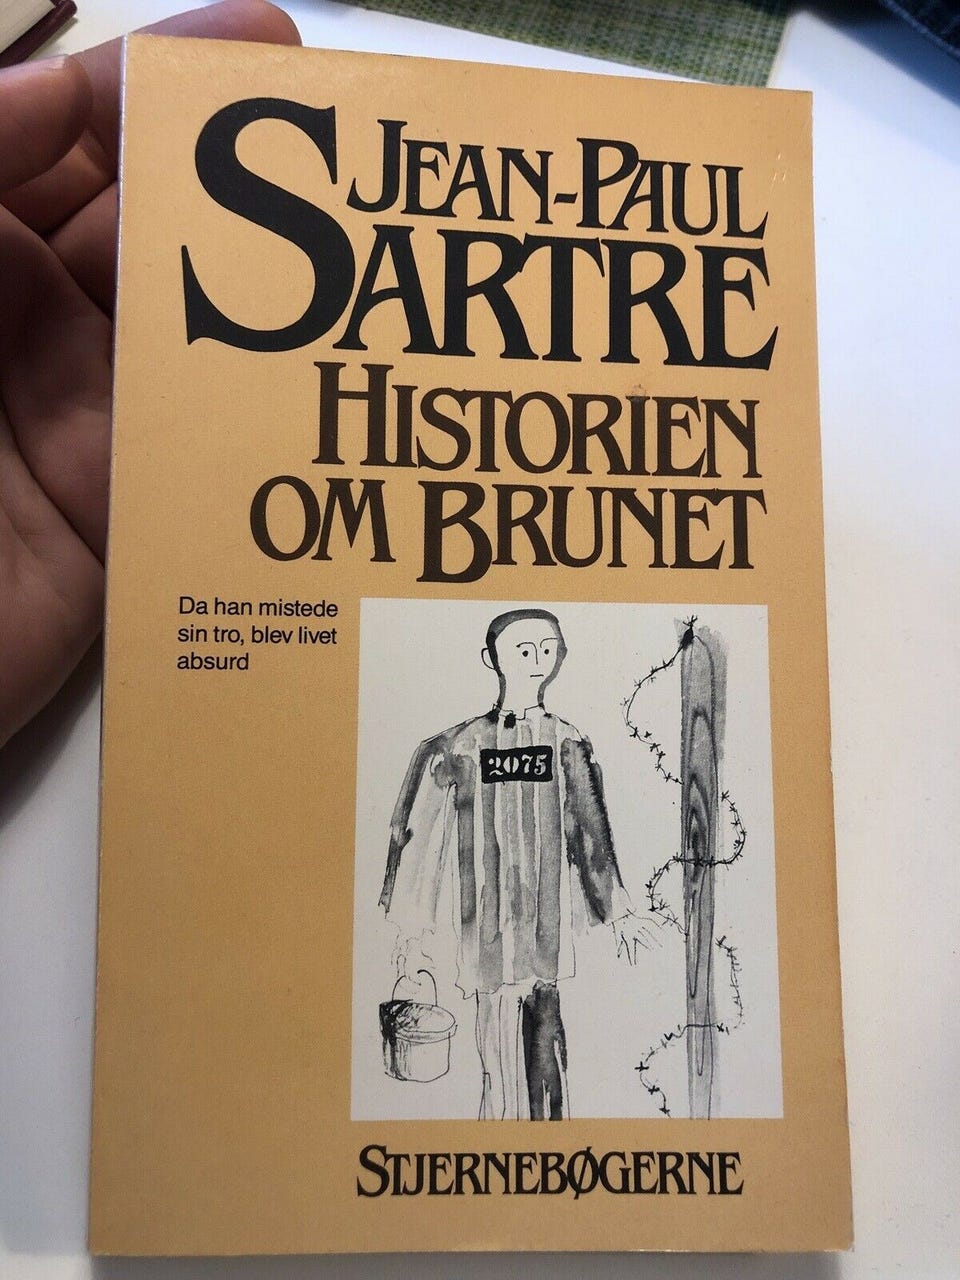 JEAN-PAUL
SARTRE
HISTORIEN
OM BRUNET
Da han mistede
sin tro, blev livet
absurd
2075
STJERNEBØGERNE